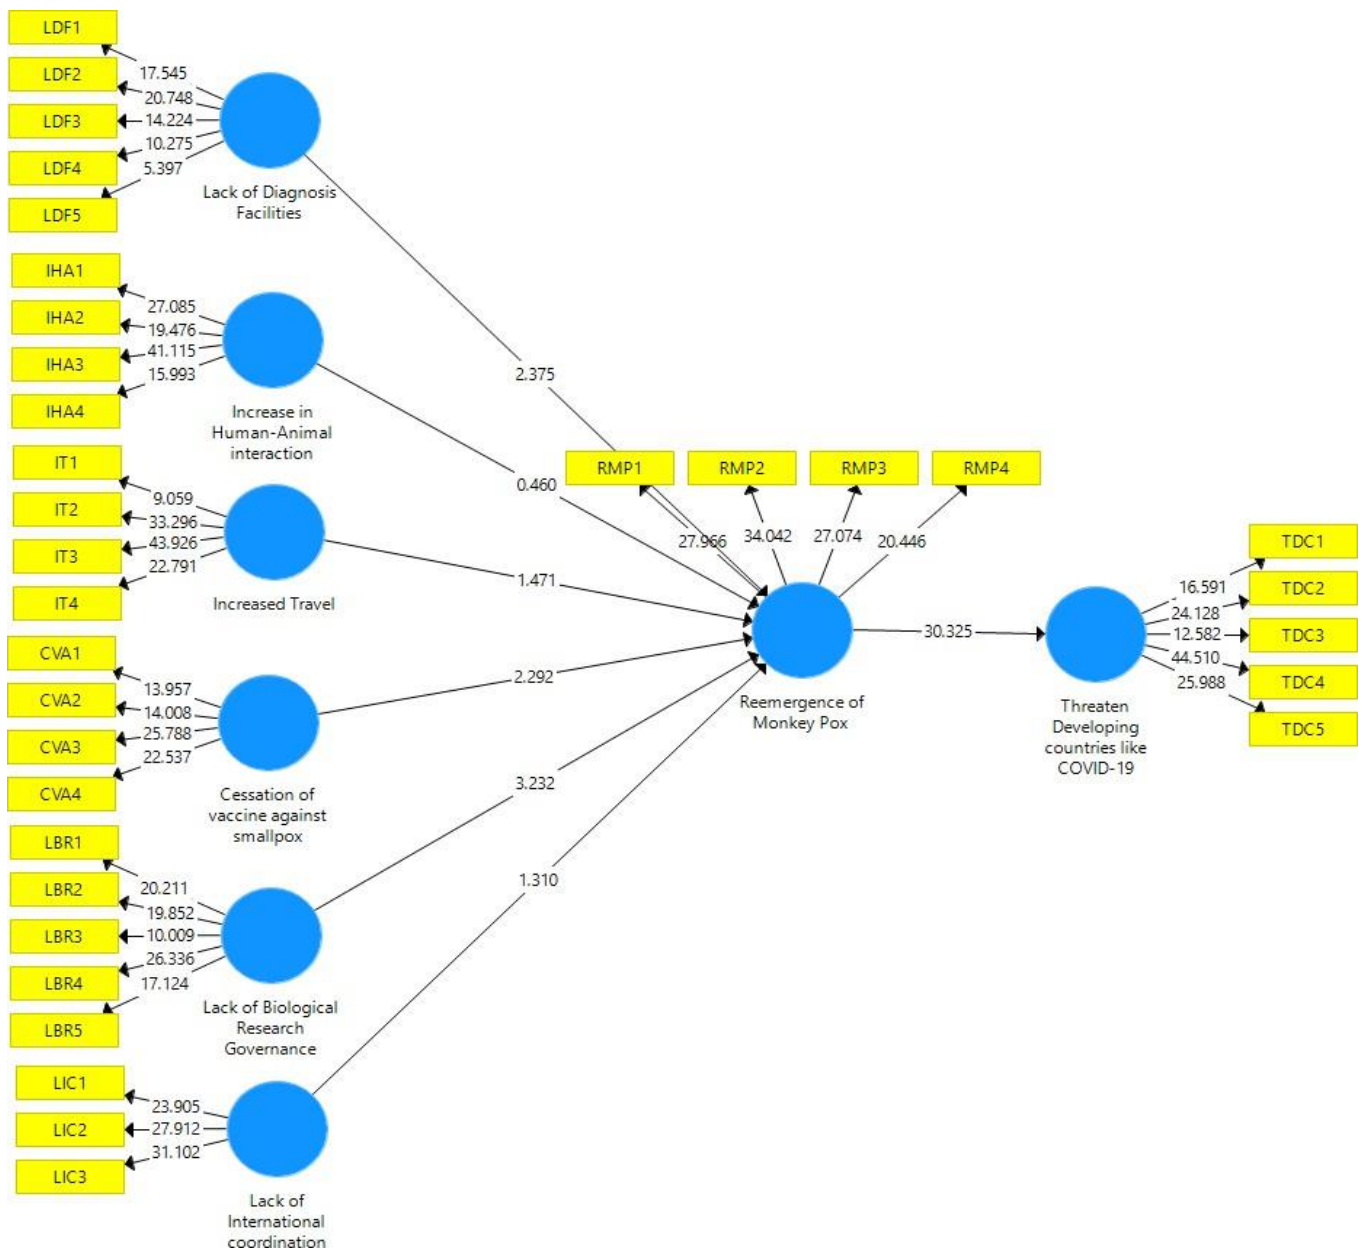 LDF1
17.545
LDF2
20.748
LDF3
14.224
LDF4
10.275
LDF5
5.397
Lack of Diagnosis
Facilities
2.375
IHA1
27.085
IHA2
19.476
IHA3
41.115
IHA4
15.993
Increase in
Human-Animal
interaction
0.460
IT1
9.059
IT2
33.296
IT3
43.926
IT4
22.791
Increased Travel
1.471
CVA1
13.957
CVA2
14.008
CVA3
25.788
CVA4
22.537
Cessation of
vaccine against
smallpox
2.292
LBR1
20.211
LBR2
19.852
LBR3
10.009
LBR4
26.336
LBR5
17.124
Lack of Biological
Research
Governance
3.232
LIC1
23.905
LIC2
27.912
LIC3
31.102
Lack of
International
coordination
1.310
RMP1
RMP2
RMP3
RMP4
27.966
34.042
27.074
20.446
Reemergence of
Monkey Pox
30.325
TDC1
16.591
TDC2
24.128
TDC3
12.582
TDC4
44.510
TDC5
25.988
Threaten
Developing
countries like
COVID-19